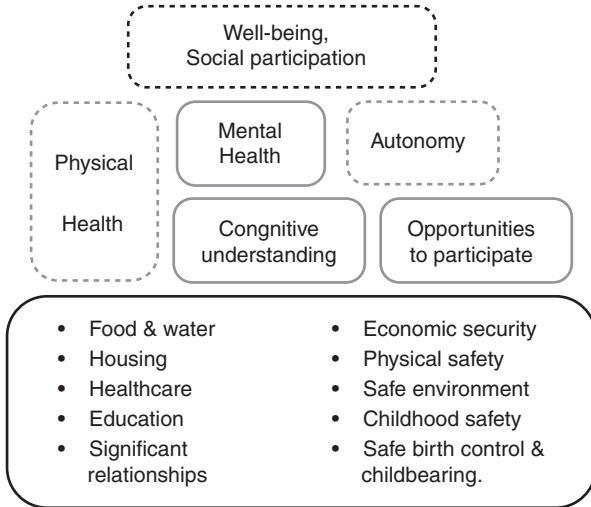 Well-being,
Social participation
Physical
Health
Mental
Health
Autonomy
Congnitive
understanding
Opportunities
to participate
• Food & water
• Housing
• Healthcare
• Education
• Significant
relationships
• Economic security
• Physical safety
• Safe environment
• Childhood safety
• Safe birth control &
childbearing.